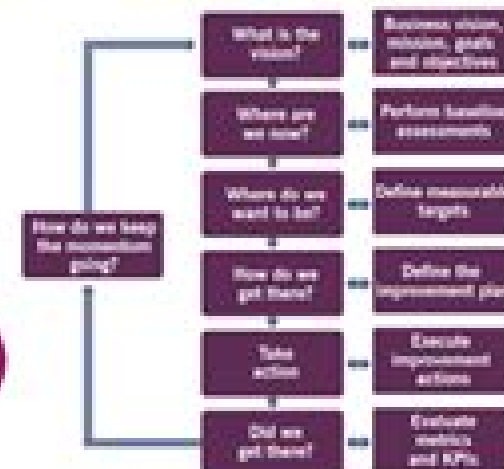 What is the
vision?
Business vision,
mission, goals
and objectives
Where are
we now?
Perform baseline
assessments
Where do we
want to be?
Define measurable
targets
How do we keep
the momentum
going?
How do we
get there?
Define the
improvement plan
Take
action
Execute
improvement
actions
Did we
get there?
Evaluate
metrics
and KPIs